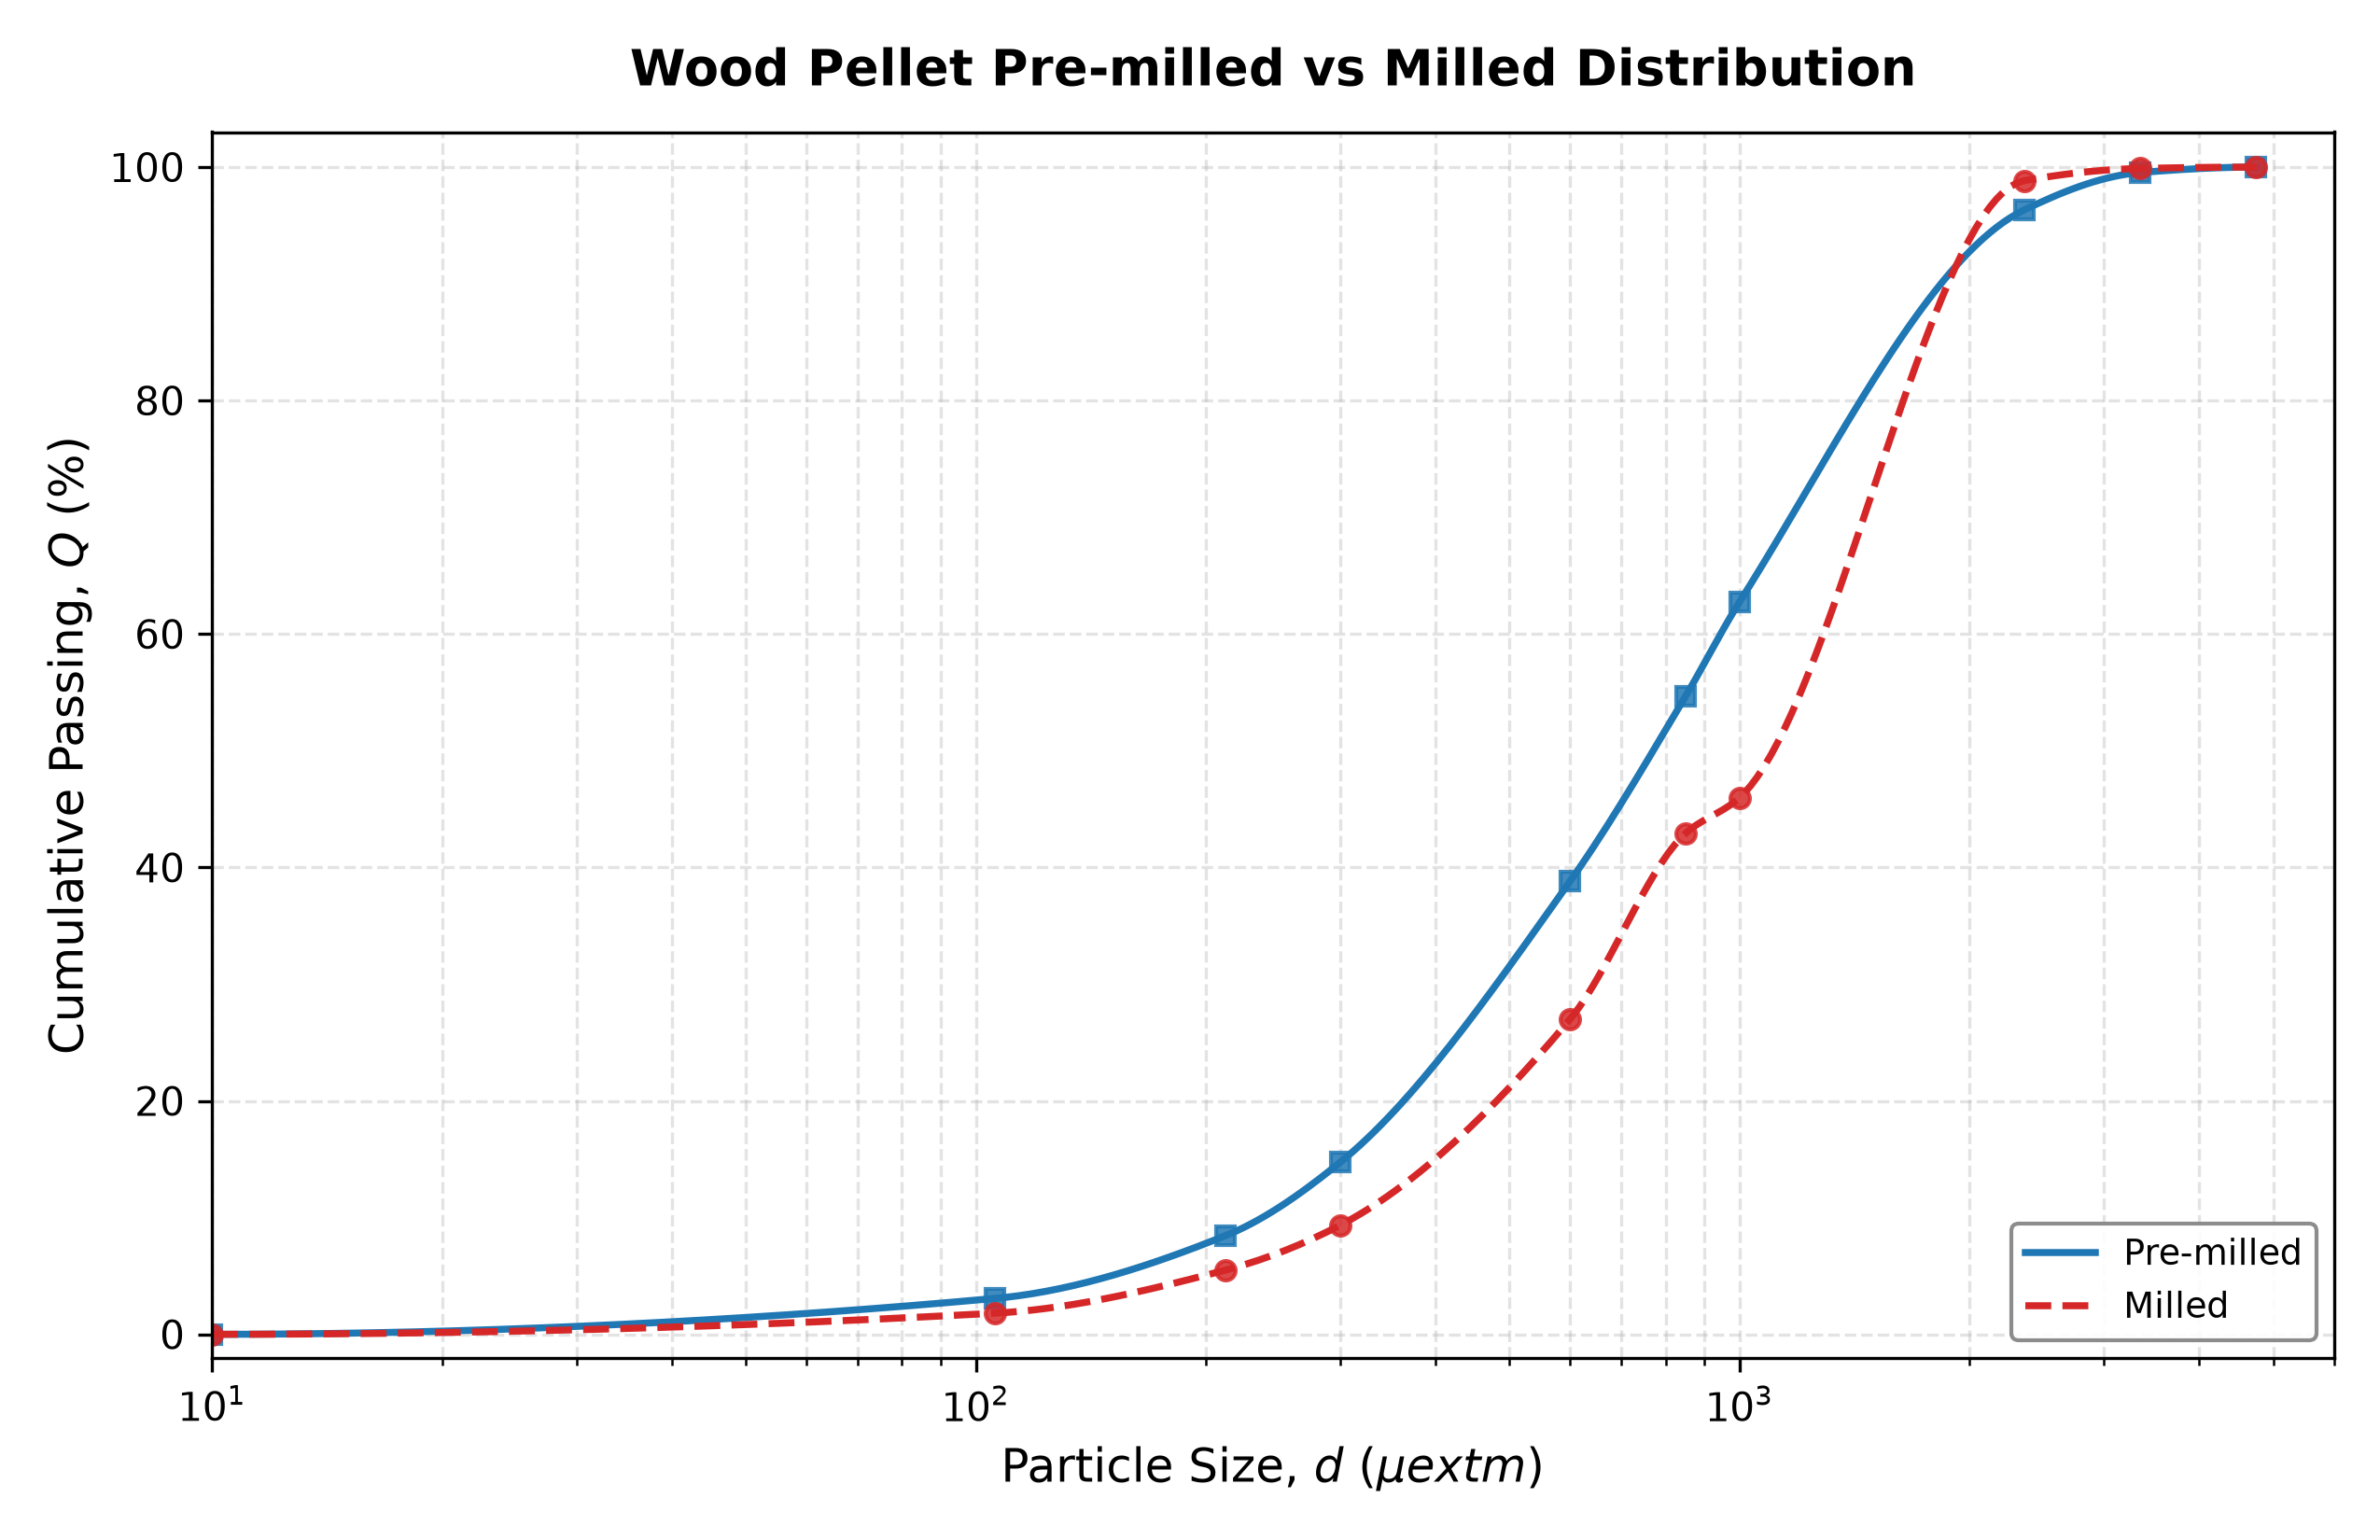 Wood Pellet Pre-milled vs Milled Distribution
Cumulative Passing, Q (%)
100
80
60
40
20
0
10¹
10²
10³
Particle Size, d (μextm)
Pre-milled
Milled